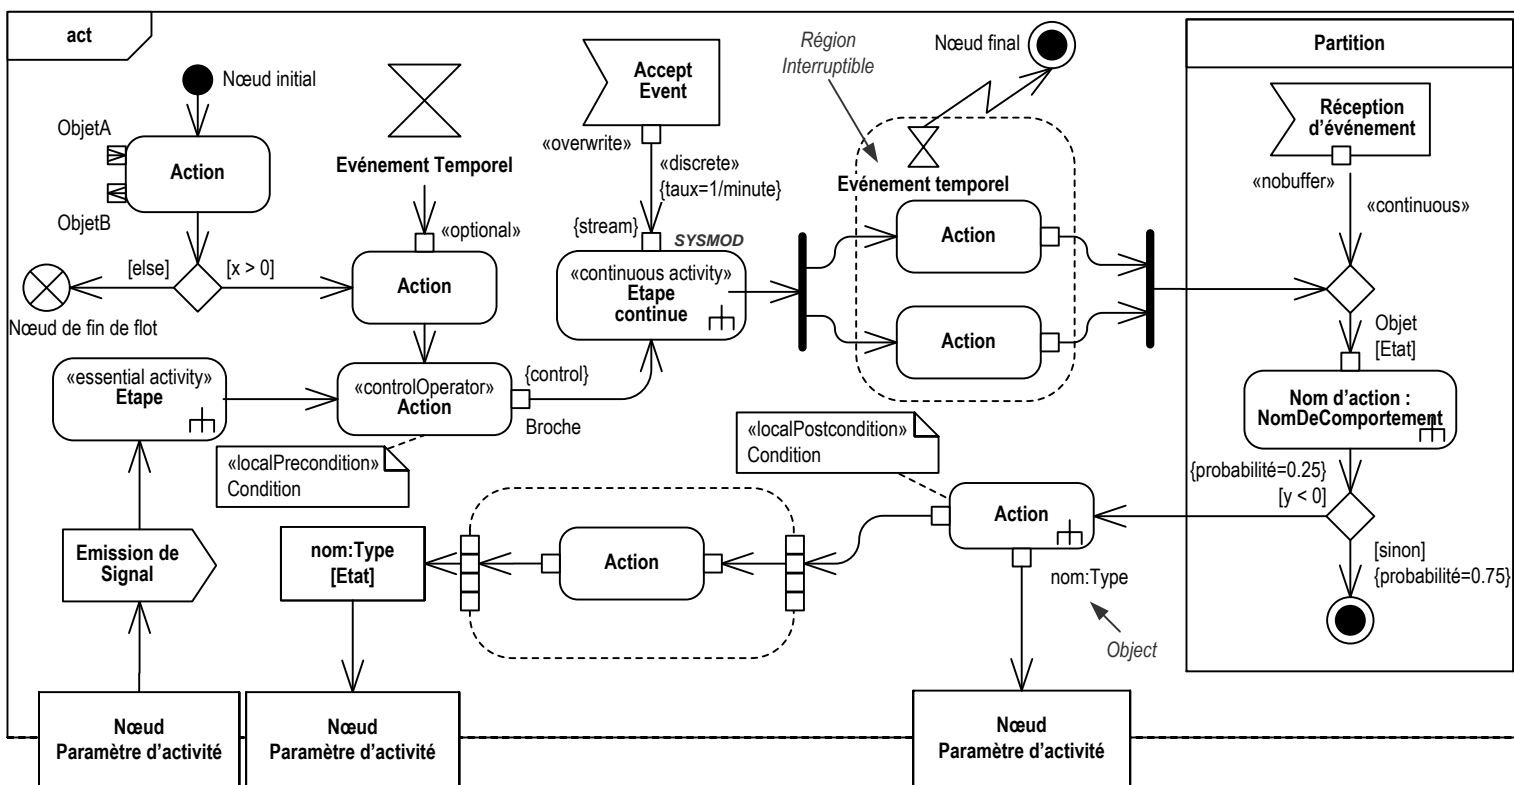 act
Nœud initial
ObjetA
Action
ObjetB
[else]
[x > 0]
Nœud de fin de flot
Evénement Temporel
«optional»
Action
«essential activity»
Etape
«controlOperator»
Action
{control}
Broche
«localPrecondition»
Condition
Accept
Event
«overwrite»
«discrete»
{taux=1/minute}
{stream}
SYSMOD
«continuous activity»
Etape
continue
Région
Interruptible
Nœud final
Evénement temporel
Action
Action
Partition
Réception
d’événement
«nobuffer»
«continuous»
Objet
[Etat]
Nom d’action :
NomDeComportement
{probabilité=0.25}
[y < 0]
[sinon]
{probabilité=0.75}
«localPostcondition»
Condition
Action
nom:Type
Object
Action
nom:Type
[Etat]
Emission de
Signal
Nœud
Paramètre d’activité
Nœud
Paramètre d’activité
Nœud
Paramètre d’activité